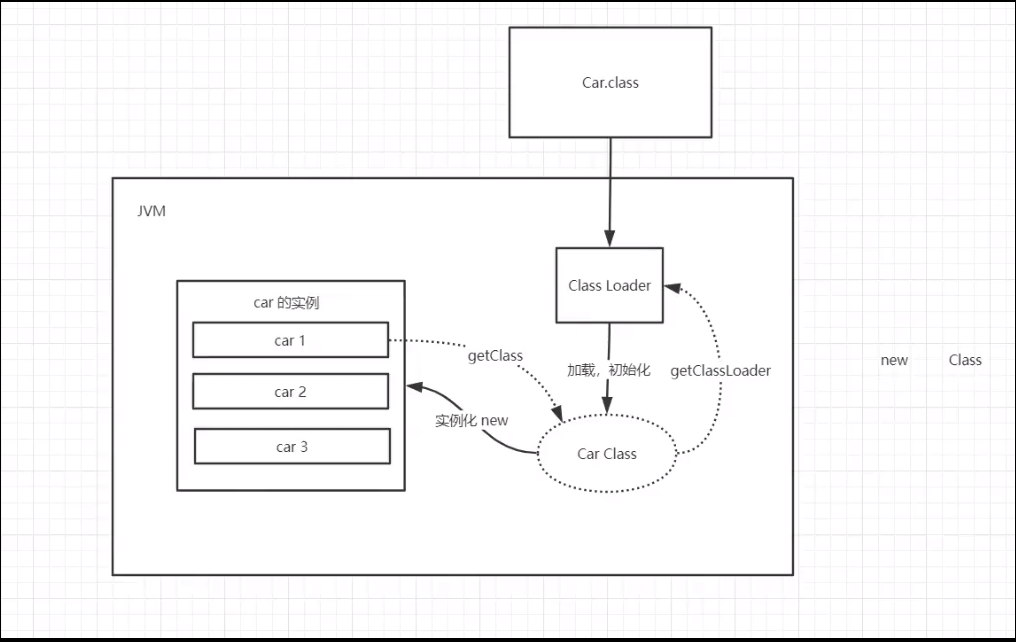 Car.class
JVM
Class Loader
car 的实例
car 1
getClass
加载，初始化
getClassLoader
new
Class
car 2
实例化 new
car 3
Car Class